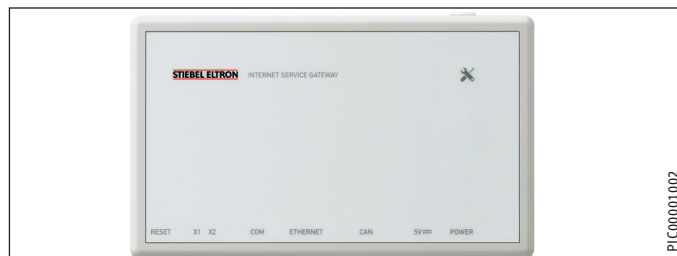 STIEBEL ELTRON INTERNET SERVICE GATEWAY
RESET X1 X2 COM ETHERNET CAN 5V⎓ POWER
PIC00001002